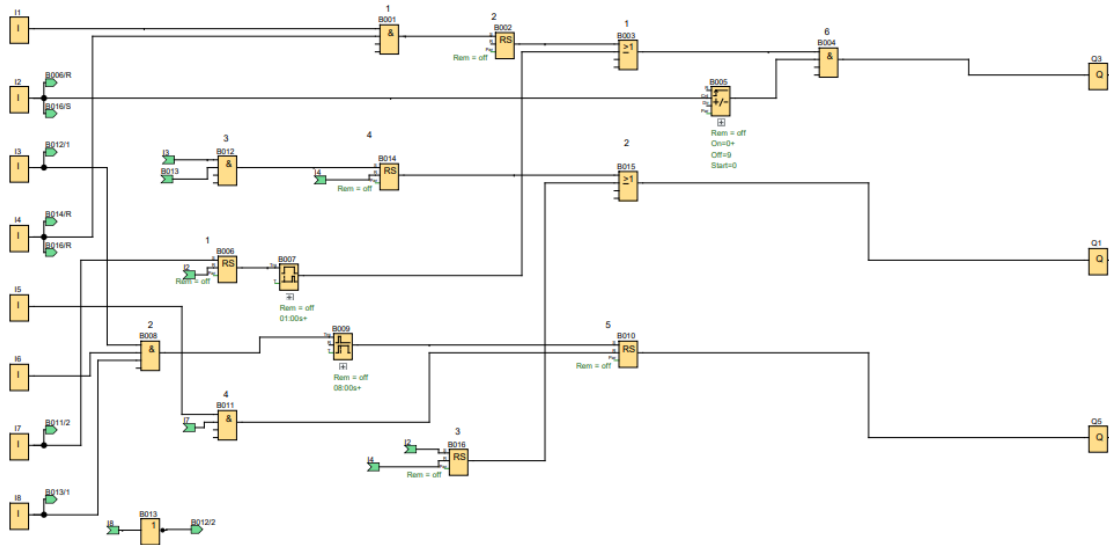 I1
I
1
B001
&
2
B002
RS
Rem = off
1
B003
>1
6
B004
&
Q3
Q
I2
I
B006/R
B016/S
B005
+/-
Rem = off
On=0+
Off=9
Start=0
I3
I
B012/1
3
I3
B012
&
B013
4
B014
RS
I4
Rem = off
2
B015
>1
I4
I
B014/R
B016/R
1
B006
RS
I2
Rem = off
B007
Rem = off
01:00s+
Q1
Q
I5
I
2
B008
&
B009
Rem = off
08:00s+
5
B010
RS
Rem = off
I6
I
4
B011
&
I7
I7
I
B011/2
3
I2
B016
RS
I4
Rem = off
Q5
Q
I8
I
B013/1
I8
B013
1
B012/2